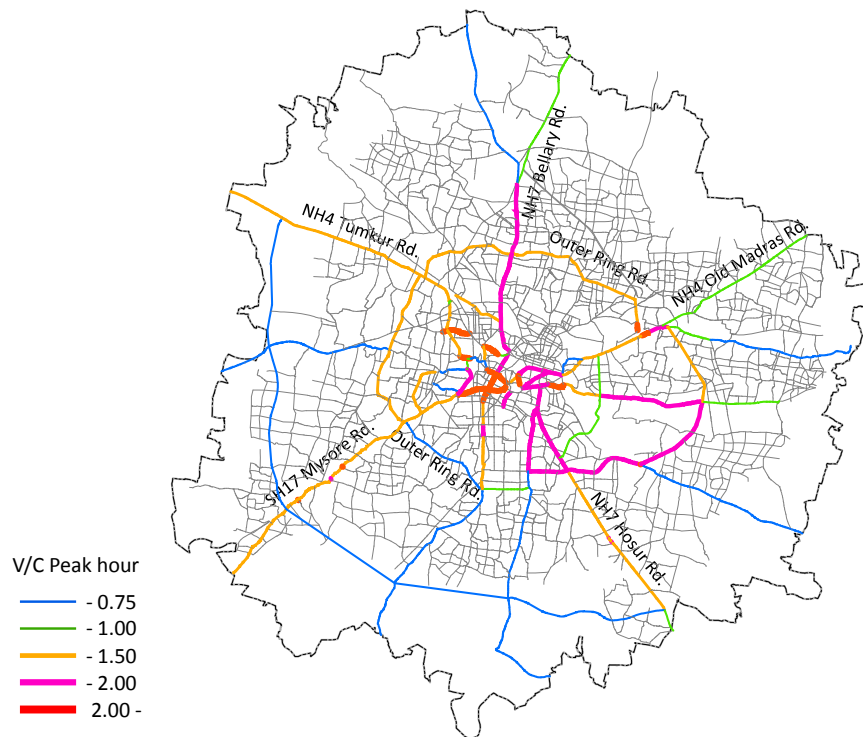 NH7 Bellary Rd.
NH4 Tumkur Rd.
Outer Ring Rd.
NH4 Old Madras Rd.
SH17 Mysore Rd.
Outer Ring Rd.
NH7 Hosur Rd.
V/C Peak hour
- 0.75
- 1.00
- 1.50
- 2.00
2.00 -